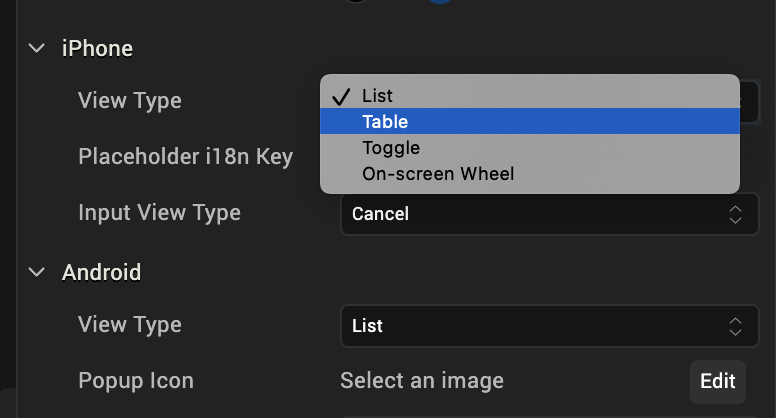 iPhone
View Type
List
Table
Toggle
On-screen Wheel
Placeholder i18n Key
Input View Type Cancel
Android
View Type List
Popup Icon Select an image Edit